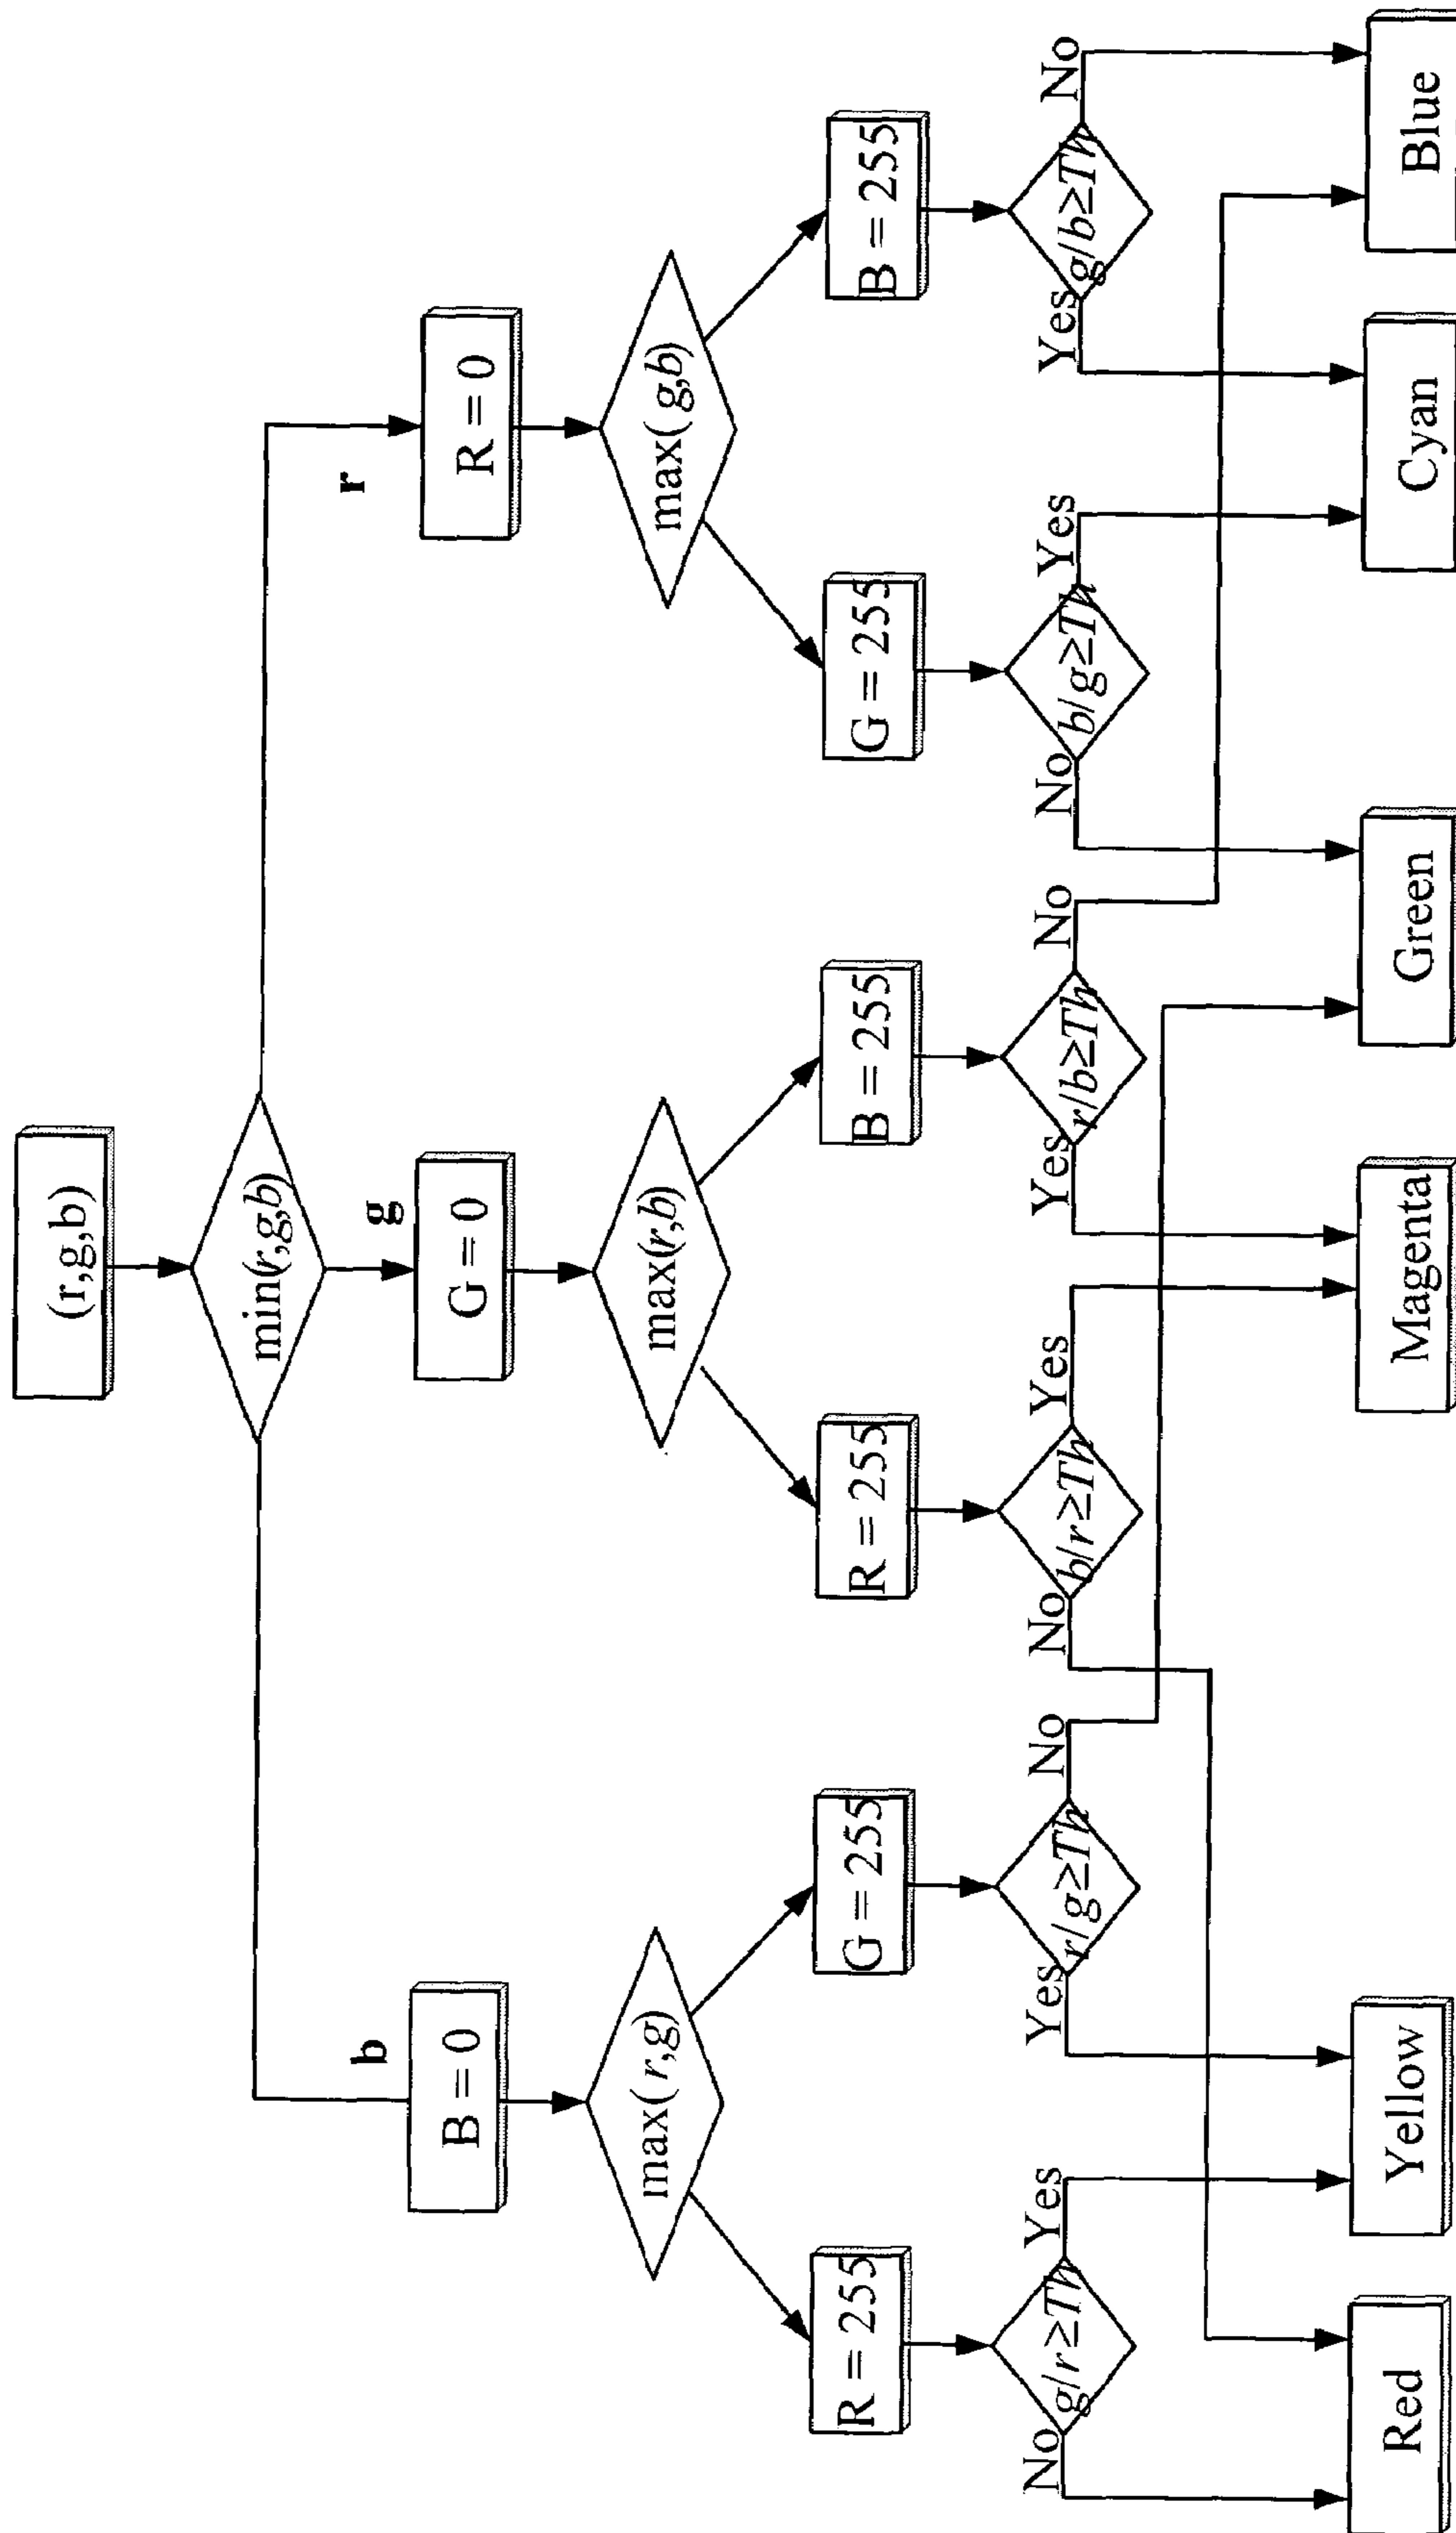 (r,g,b)
min(r,g,b)
b
g
r
B = 0
G = 0
R = 0
max( r,g)
max(r,b)
max( g,b)
R = 255
G = 255
R = 255
B = 255
G = 255
B = 255
g/r≥Th
r/g≥Th
b/r≥Th
r/b≥Th
b/g≥Th
g/b≥Th
No
Yes
Yes
No
No
Yes
Yes
No
No
Yes
Yes
No
Red
Yellow
Magenta
Green
Cyan
Blue